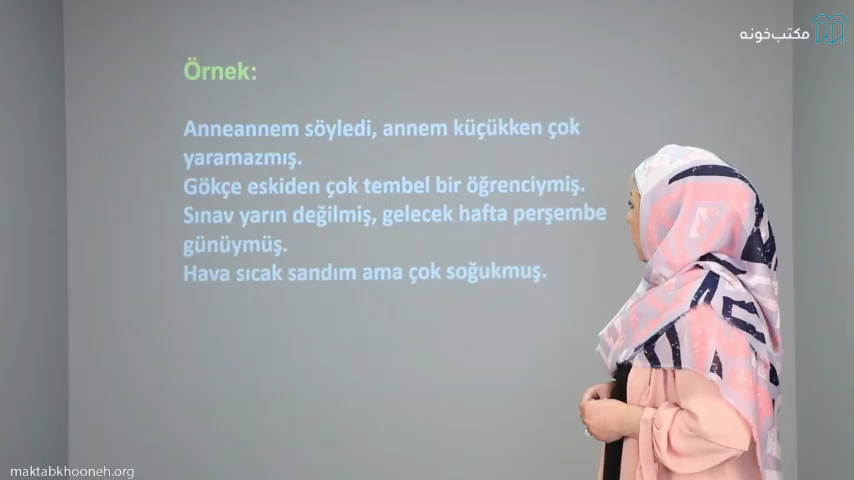 مکتب‌خونه
Örnek:
Anneannem söyledi, annem küçükken çok
yaramazmış.
Gökçe eskiden çok tembel bir öğrenciymiş.
Sınav yarın değilmiş, gelecek hafta perşembe
günüymüş.
Hava sıcak sandım ama çok soğukmuş.
maktabkhooneh.org